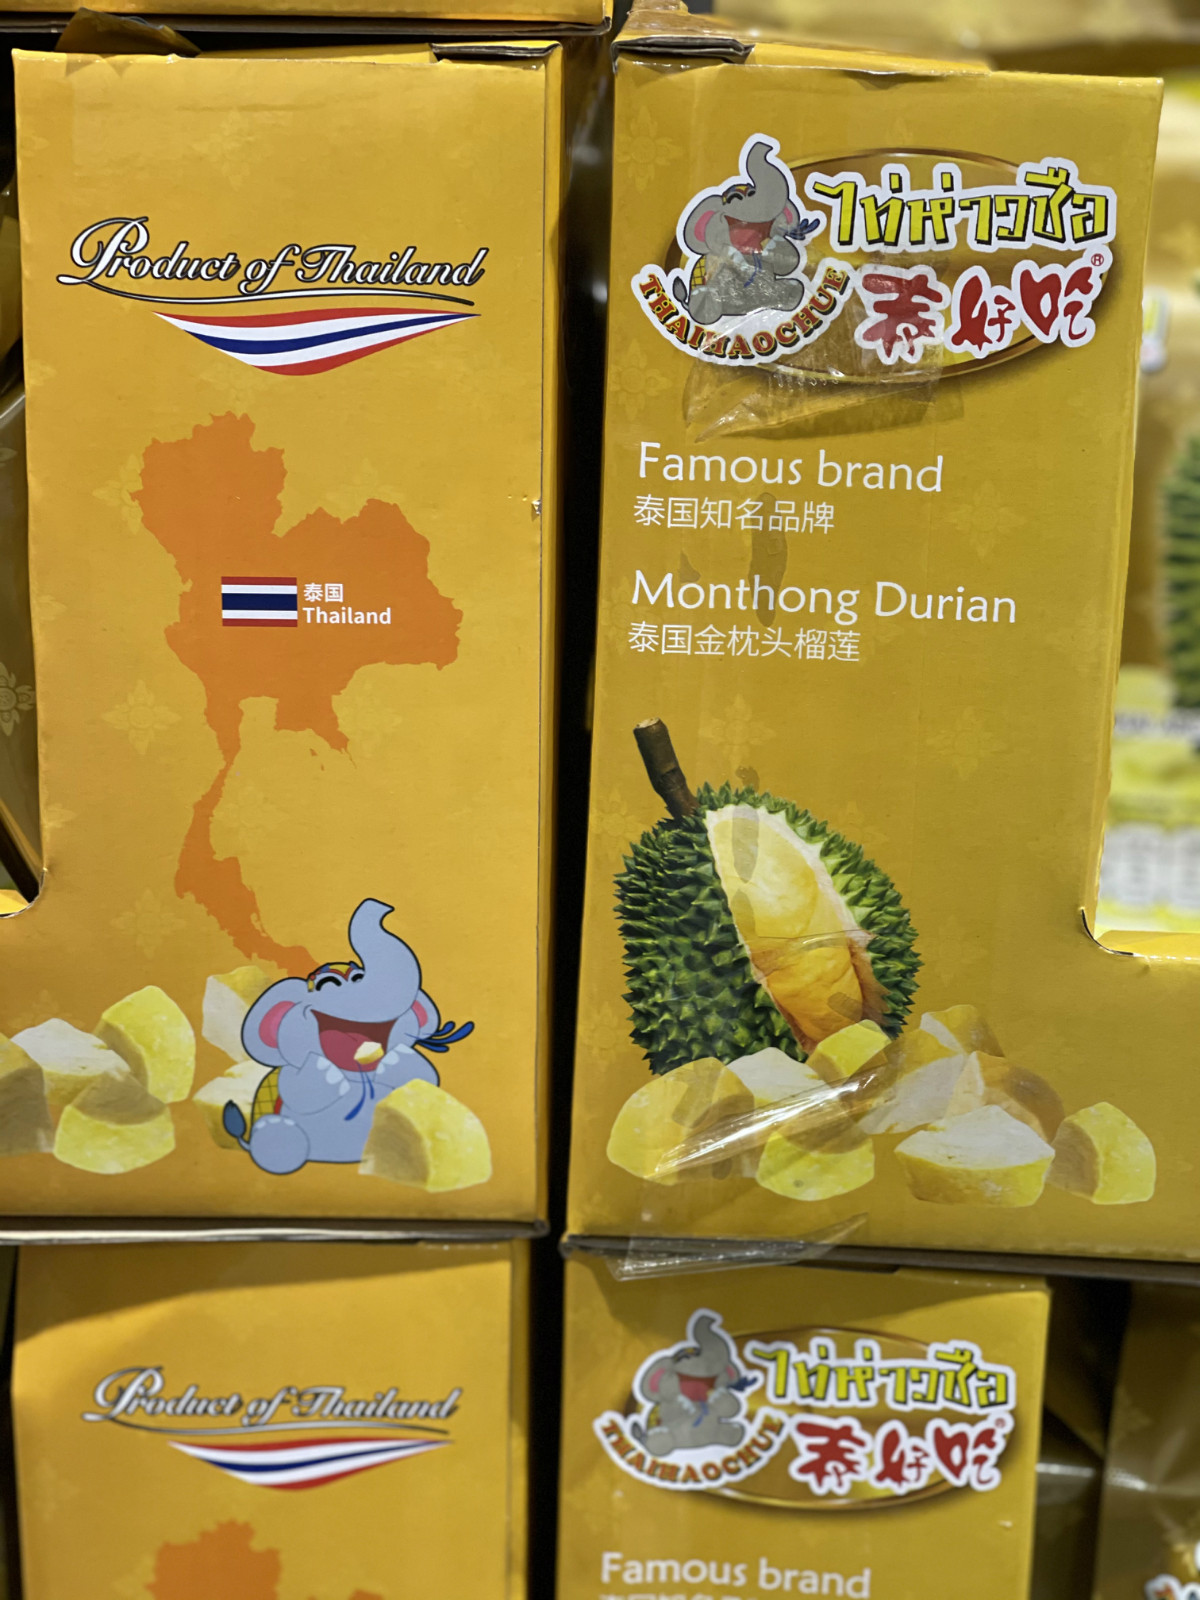 Product of Thailand
泰国
Thailand
ไท่ห่าวชือ
泰好吃®
THAIHAOCHUE
Famous brand
泰国知名品牌
Monthong Durian
泰国金枕头榴莲
Product of Thailand
ไท่ห่าวชือ
泰好吃®
THAIHAOCHUE
Famous brand